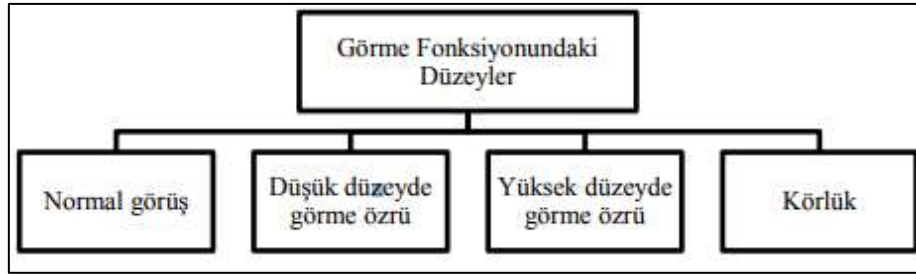 Görme Fonksiyonundaki
Düzeyler
Normal görüş
Düşük düzeyde
görme özrü
Yüksek düzeyde
görme özrü
Körlük